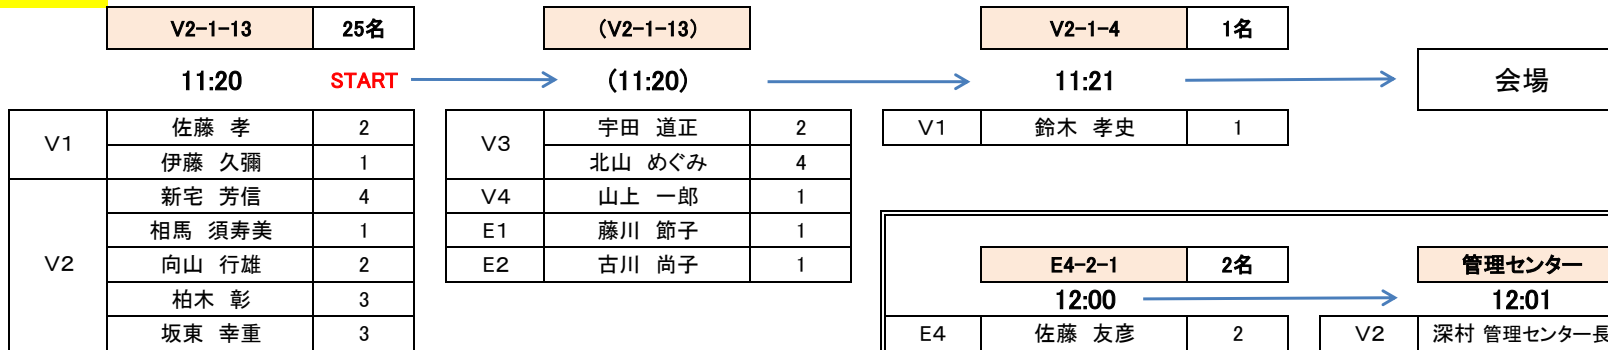 V2-1-13 25名 (V2-1-13) V2-1-4 1名
11:20 START (11:20) 11:21 会場
V1 佐藤 孝 2 V3 宇田 道正 2 V1 鈴木 孝史 1
伊藤 久彌 1 北山 めぐみ 4
V2 新宅 芳信 4 V4 山上 一郎 1
相馬 須寿美 1 E1 藤川 節子 1
向山 行雄 2 E2 古川 尚子 1 E4-2-1 2名 管理センター
柏木 彰 3 12:00 12:01
坂東 幸重 3 E4 佐藤 友彦 2 V2 深村 管理センター長